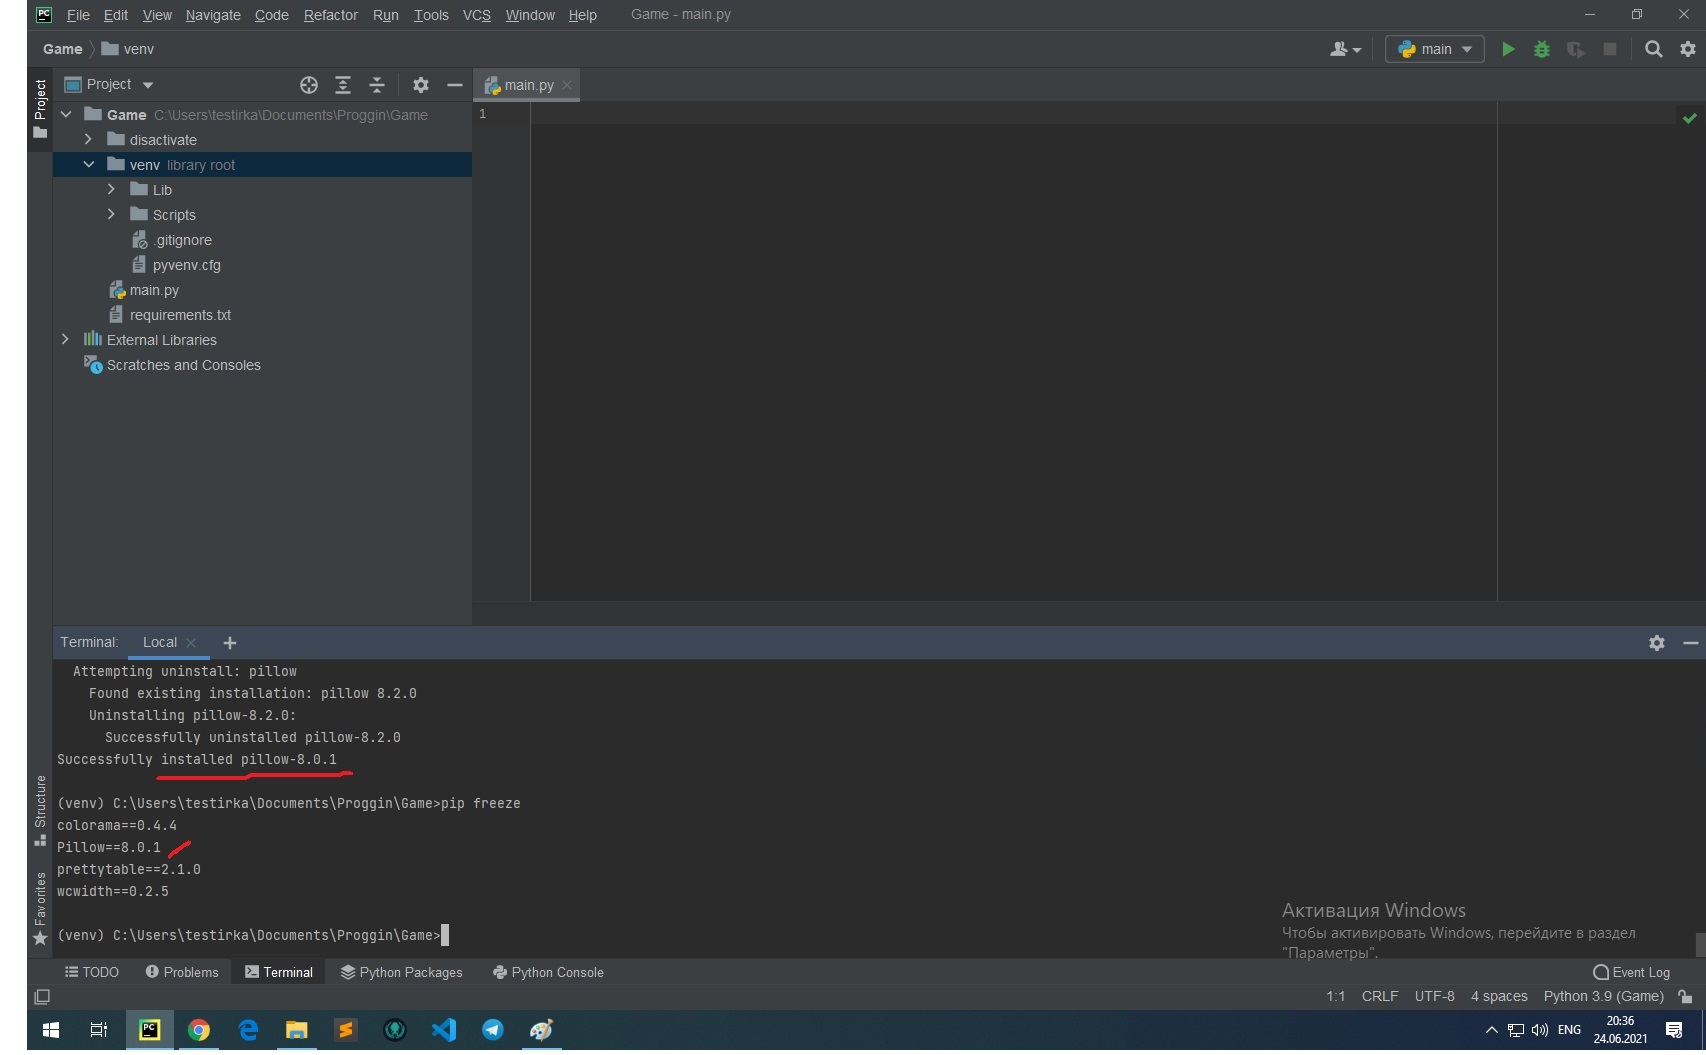 PC File Edit View Navigate Code Refactor Run Tools VCS Window Help Game - main.py
Game venv main
Project
Project main.py
Game C:\Users\testirka\Documents\Proggin\Game
1
disactivate
venv library root
Lib
Scripts
.gitignore
pyvenv.cfg
main.py
requirements.txt
External Libraries
Scratches and Consoles
Terminal: Local
Attempting uninstall: pillow
Found existing installation: pillow 8.2.0
Uninstalling pillow-8.2.0:
Successfully uninstalled pillow-8.2.0
Successfully installed pillow-8.0.1
Structure
(venv) C:\Users\testirka\Documents\Proggin\Game>pip freeze
colorama==0.4.4
Pillow==8.0.1
prettytable==2.1.0
wcwidth==0.2.5
Favorites
(venv) C:\Users\testirka\Documents\Proggin\Game>
Активация Windows
Чтобы активировать Windows, перейдите в раздел
"Параметры".
TODO Problems Terminal Python Packages Python Console Event Log
1:1 CRLF UTF-8 4 spaces Python 3.9 (Game)
PC ENG 20:36
24.06.2021